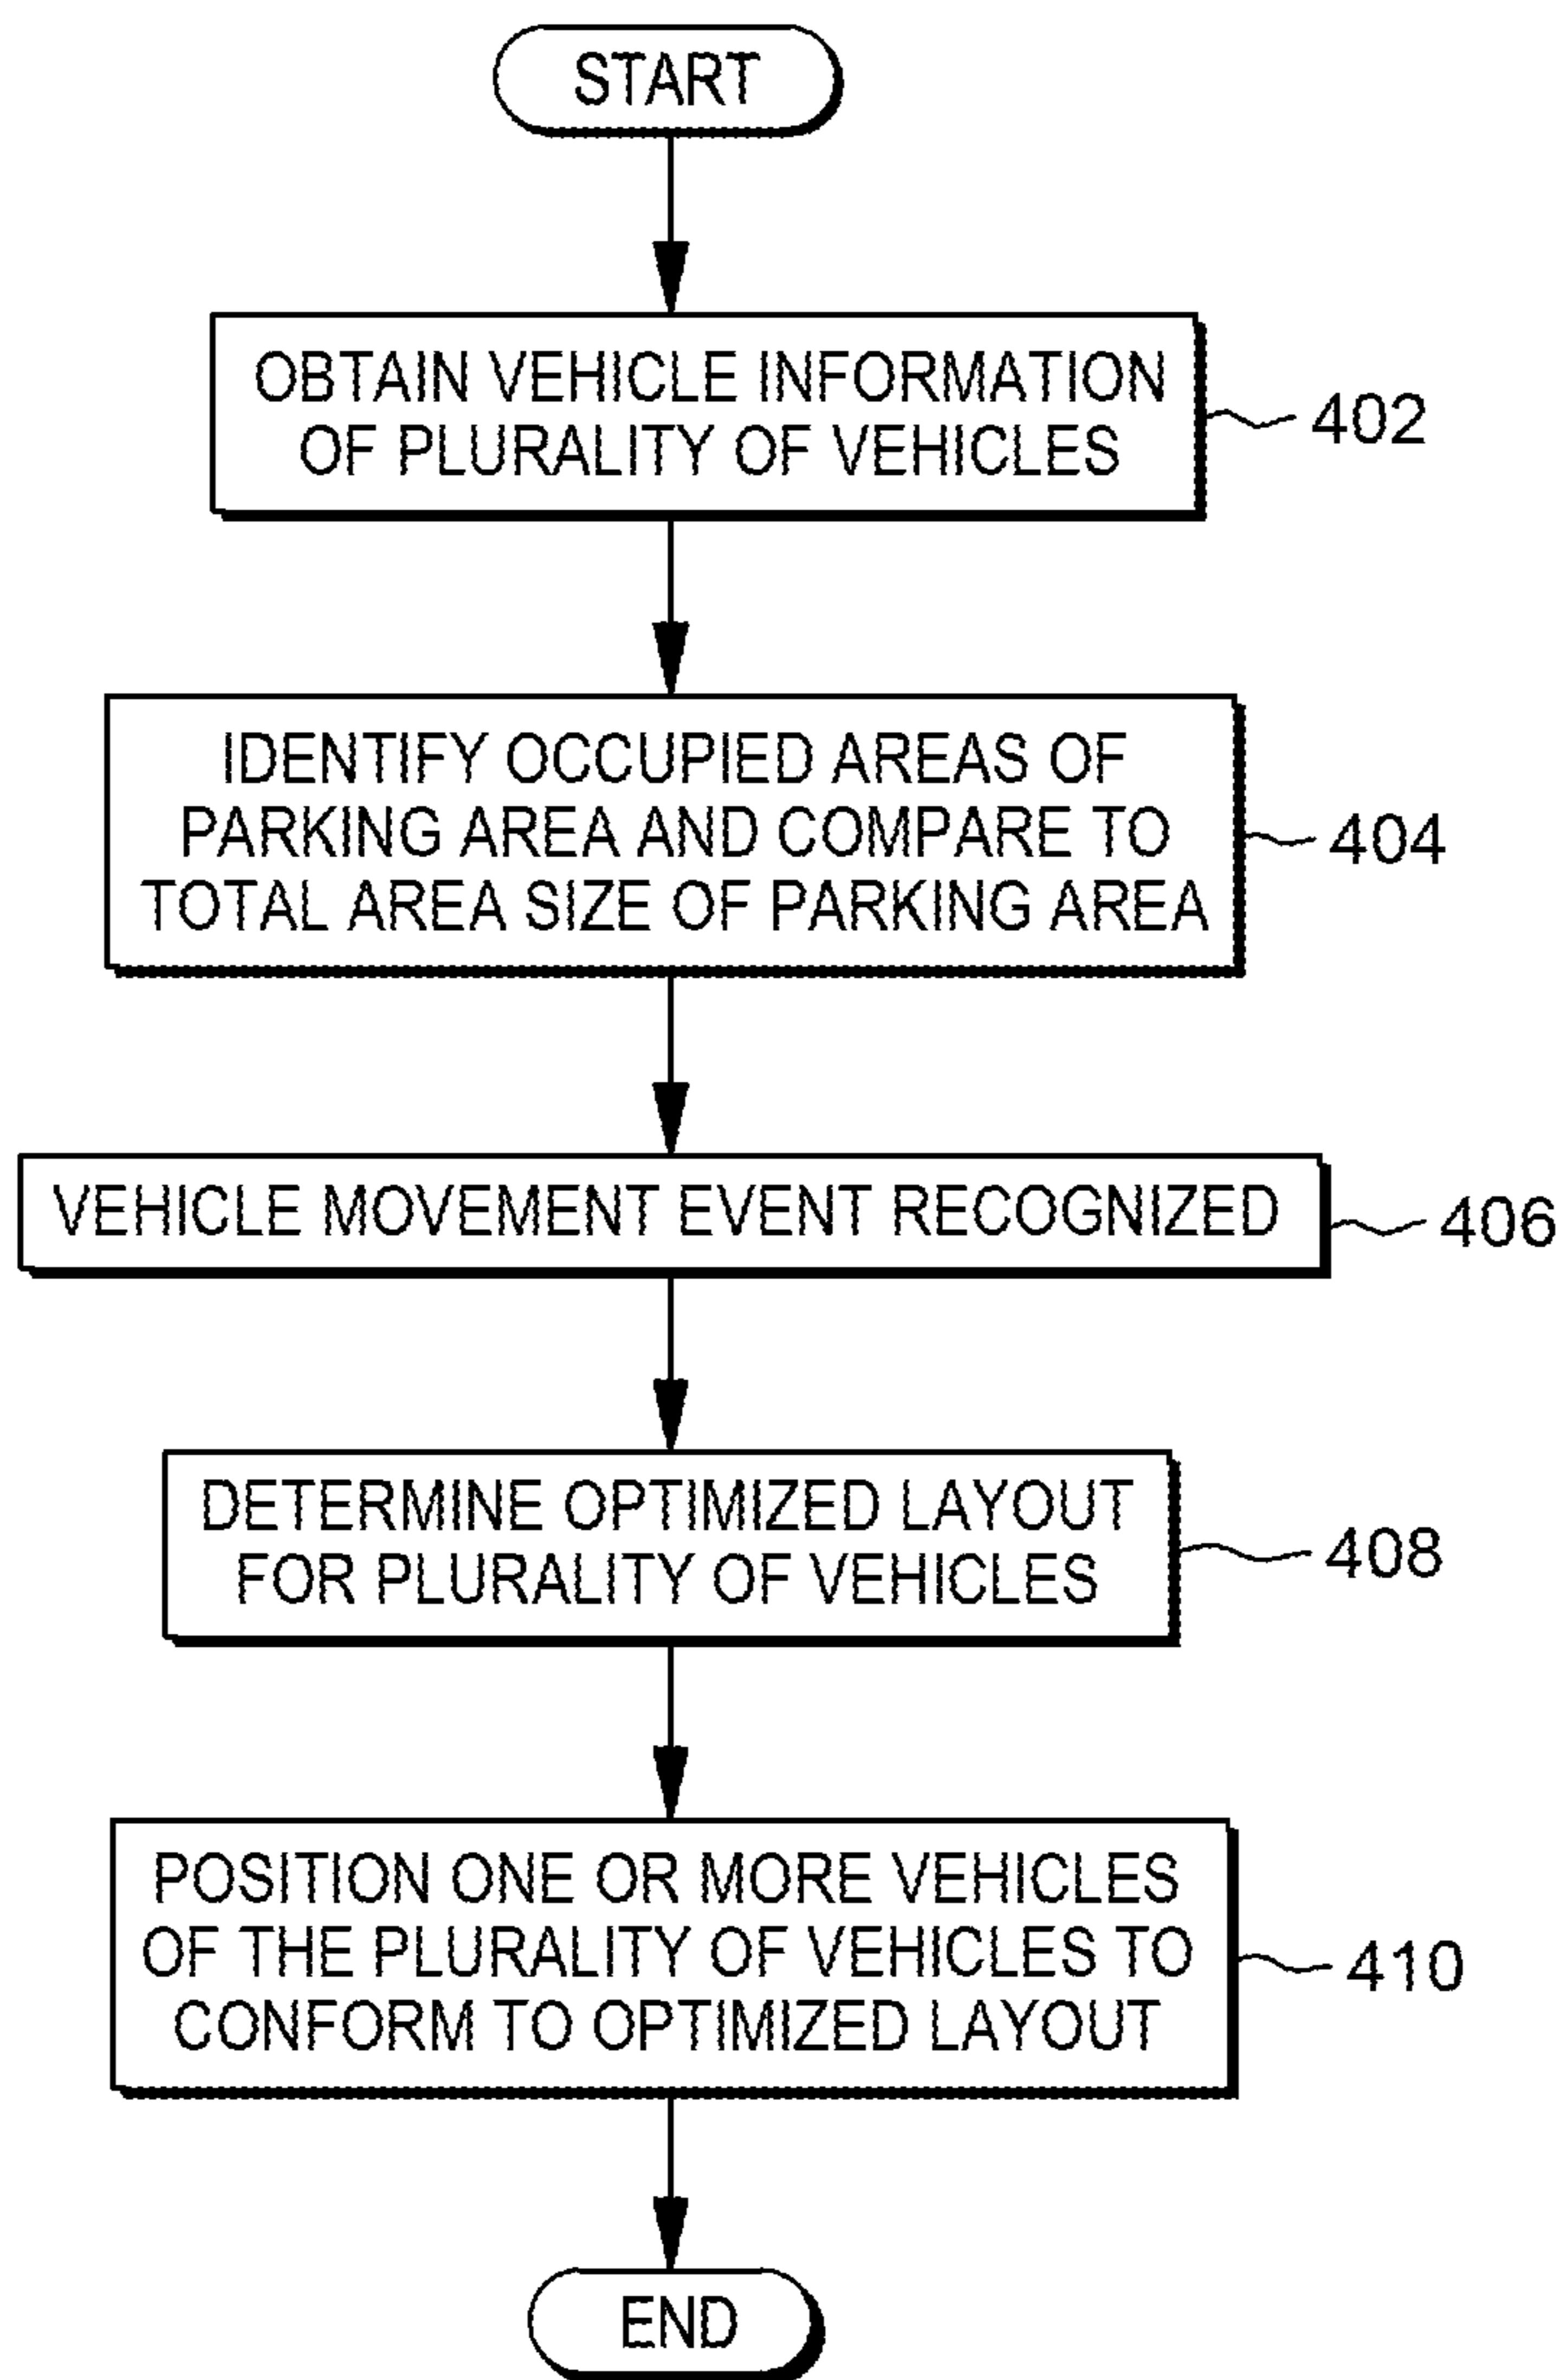 START
OBTAIN VEHICLE INFORMATION
OF PLURALITY OF VEHICLES
402
IDENTIFY OCCUPIED AREAS OF
PARKING AREA AND COMPARE TO
TOTAL AREA SIZE OF PARKING AREA
404
VEHICLE MOVEMENT EVENT RECOGNIZED
406
DETERMINE OPTIMIZED LAYOUT
FOR PLURALITY OF VEHICLES
408
POSITION ONE OR MORE VEHICLES
OF THE PLURALITY OF VEHICLES TO
CONFORM TO OPTIMIZED LAYOUT
410
END